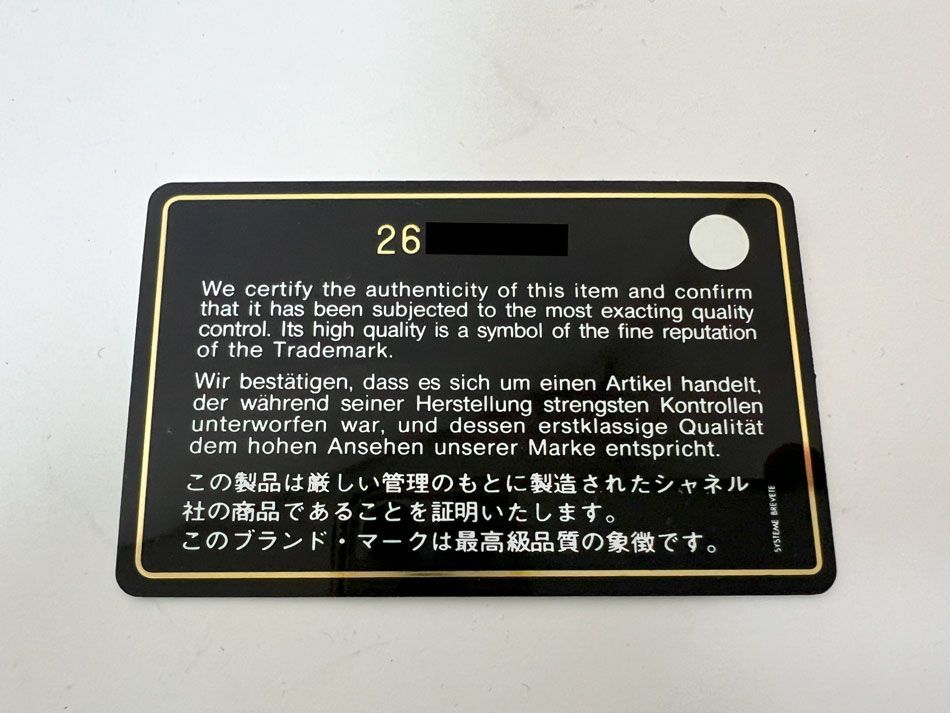 26
We certify the authenticity of this item and confirm
that it has been subjected to the most exacting quality
control. Its high quality is a symbol of the fine reputation
of the Trademark.
Wir bestätigen, dass es sich um einen Artikel handelt,
der während seiner Herstellung strengsten Kontrollen
unterworfen war, und dessen erstklassige Qualität
dem hohen Ansehen unserer Marke entspricht.
この製品は厳しい管理のもとに製造されたシャネル
社の商品であることを証明いたします。
このブランド・マークは最高級品質の象徴です。
SYSTEME BREVETE